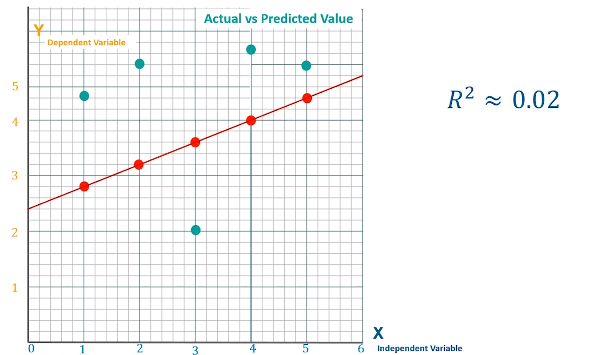 Actual vs Predicted Value
Y
Dependent Variable
R² ≈ 0.02
5
4
3
2
1
0 1 2 3 4 5 6
X
Independent Variable